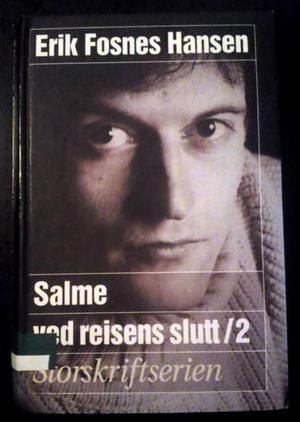 Erik Fosnes Hansen
Salme
ved reisens slutt/2
Storskriftserien